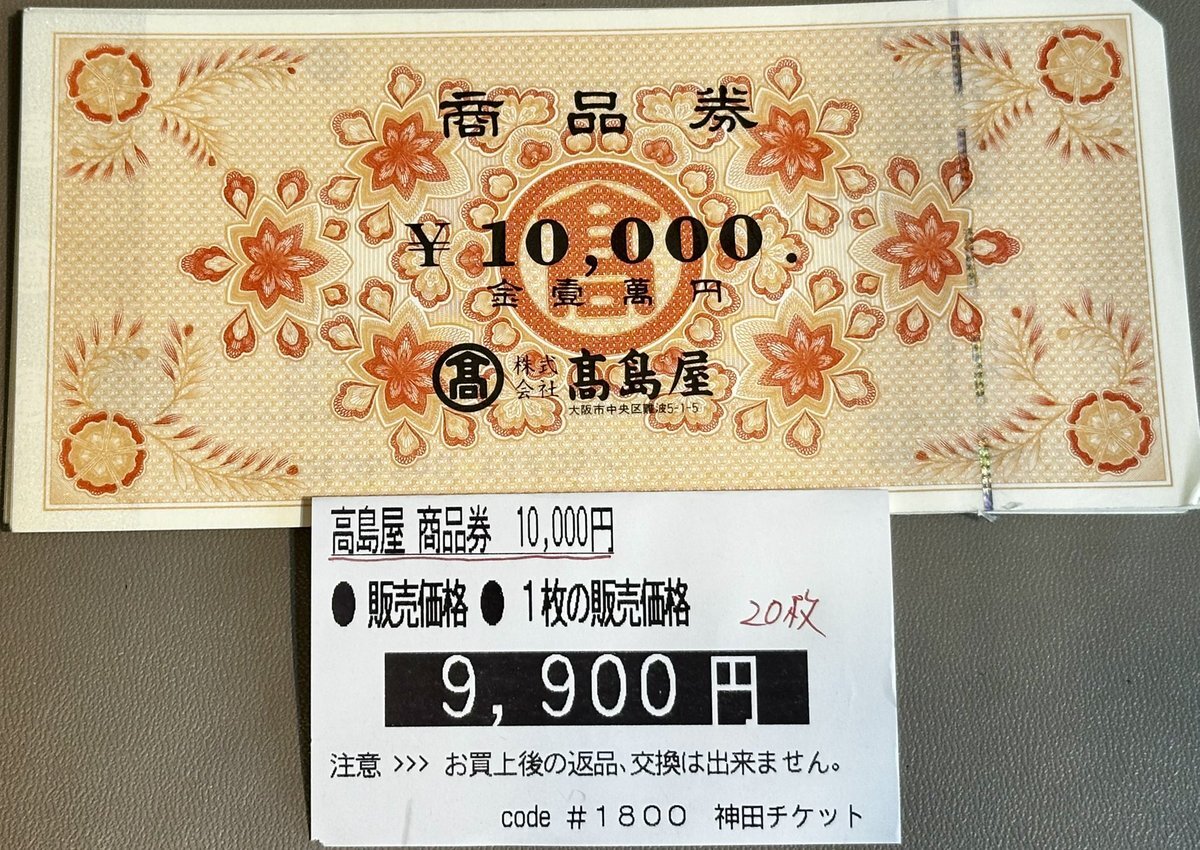 商品券
￥10,000.
金壹萬円
髙 株式会社 髙島屋
大阪市中央区難波5-1-5
高島屋 商品券 10,000円
● 販売価格 ● 1枚の販売価格 20枚
9,900円
注意 >>> お買上後の返品、交換は出来ません。
code #1800 神田チケット